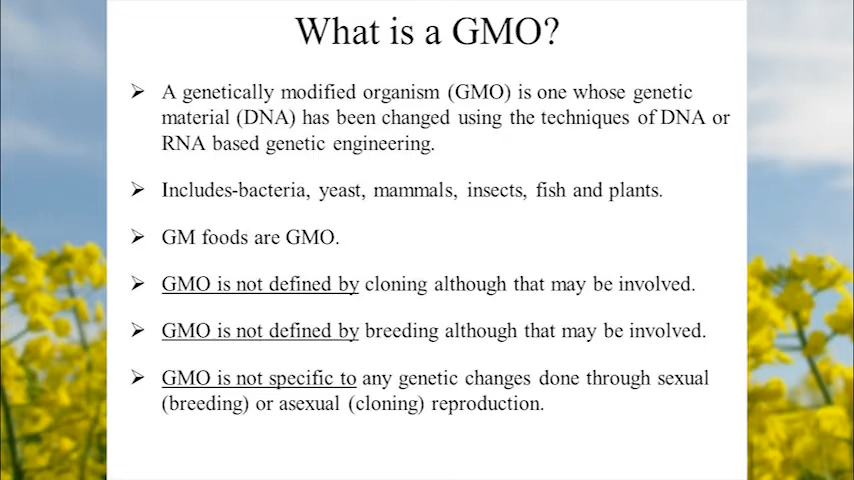 What is a GMO?
➢ A genetically modified organism (GMO) is one whose genetic
material (DNA) has been changed using the techniques of DNA or
RNA based genetic engineering.
➢ Includes-bacteria, yeast, mammals, insects, fish and plants.
➢ GM foods are GMO.
➢ GMO is not defined by cloning although that may be involved.
➢ GMO is not defined by breeding although that may be involved.
➢ GMO is not specific to any genetic changes done through sexual
(breeding) or asexual (cloning) reproduction.